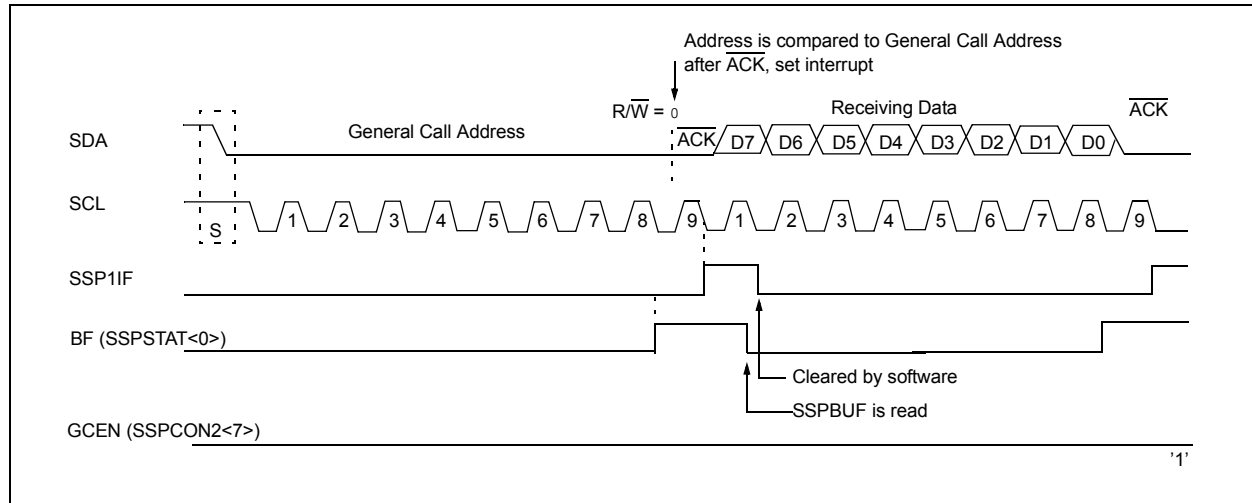 Address is compared to General Call Address
after ACK, set interrupt
R/W = 0
Receiving Data
ACK
SDA
General Call Address
ACK
D7
D6
D5
D4
D3
D2
D1
D0
SCL
S
1
2
3
4
5
6
7
8
9
1
2
3
4
5
6
7
8
9
SSP1IF
BF (SSPSTAT<0>)
Cleared by software
SSPBUF is read
GCEN (SSPCON2<7>)
'1'